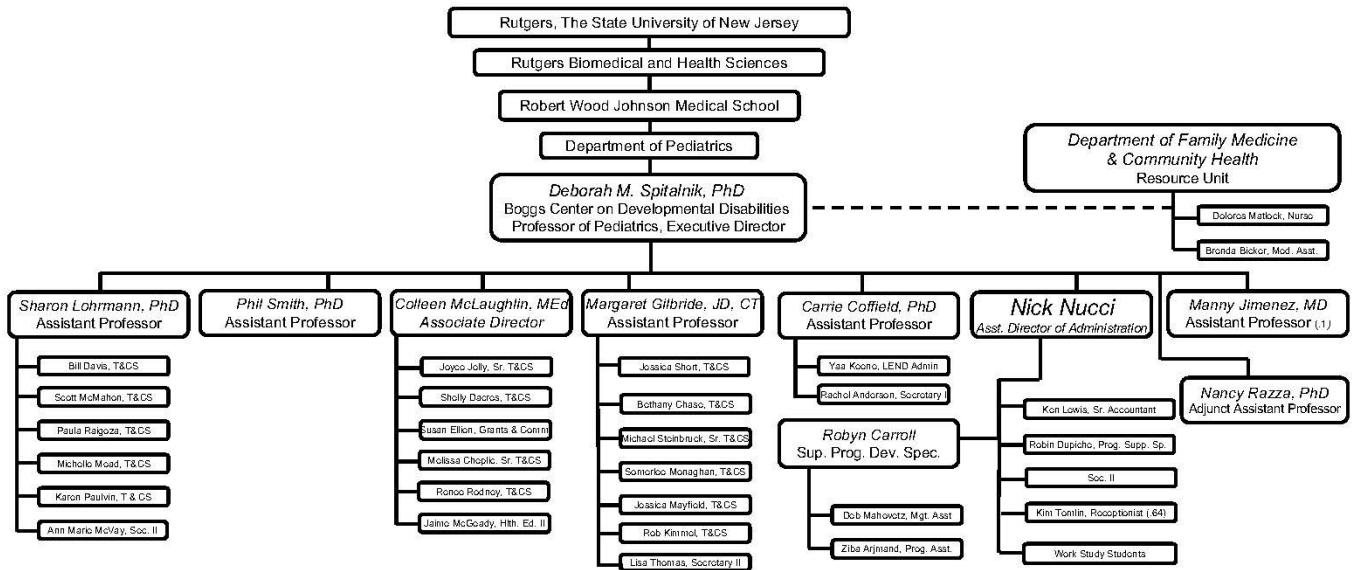 Rutgers, The State University of New Jersey
Rutgers Biomedical and Health Sciences
Robert Wood Johnson Medical School
Department of Pediatrics
Deborah M. Spitalnik, PhD
Boggs Center on Developmental Disabilities
Professor of Pediatrics, Executive Director
Department of Family Medicine
& Community Health
Resource Unit
Dolores Matlock, Nurse
Brenda Bicker, Med. Asst.
Sharon Lohrmann, PhD
Assistant Professor
Bill Davis, T&CS
Scott McMahon, T&CS
Paula Raigoza, T&CS
Michelle Mead, T&CS
Karen Paulvin, T & CS
Ann Marie McVay, Sec. II
Phil Smith, PhD
Assistant Professor
Colleen McLaughlin, MEd
Associate Director
Joyce Jolly, Sr. T&CS
Shelly Dacres, T&CS
Susan Ellien, Grants & Comm
Melissa Cheplic, Sr. T&CS
Renee Rodney, T&CS
Jaime McGeady, Hlth. Ed. II
Margaret Gilbride, JD, CT
Assistant Professor
Jessica Short, T&CS
Bethany Chase, T&CS
Michael Steinbruck, Sr. T&CS
Somerlee Monaghan, T&CS
Jessica Mayfield, T&CS
Rob Kimmel, T&CS
Lisa Thomas, Secretary II
Carrie Coffield, PhD
Assistant Professor
Yaa Koono, LEND Admin
Rachel Anderson, Secretary I
Nick Nucci
Asst. Director of Administration
Ken Lewis, Sr. Accountant
Robin Dupiche, Prog. Supp. Sp.
Sec. II
Kim Tomlin, Receptionist (.64)
Work Study Students
Robyn Carroll
Sup. Prog. Dev. Spec.
Deb Mahovetz, Mgt. Asst
Ziba Arjmand, Prog. Asst.
Manny Jimenez, MD
Assistant Professor (.1)
Nancy Razza, PhD
Adjunct Assistant Professor